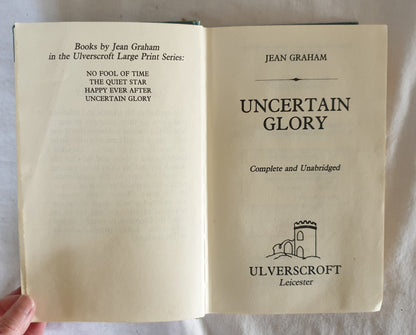 Books by Jean Graham
in the Ulverscroft Large Print Series:
NO FOOL OF TIME
THE QUIET STAR
HAPPY EVER AFTER
UNCERTAIN GLORY
JEAN GRAHAM
UNCERTAIN
GLORY
Complete and Unabridged
ULVERSCROFT
Leicester